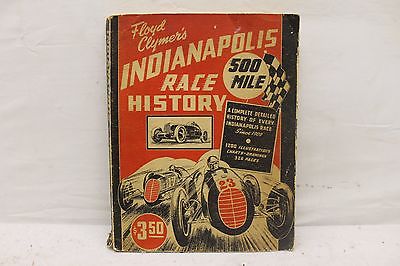 Floyd
Clymer's
INDIANAPOLIS
500
MILE
RACE
HISTORY
A COMPLETE DETAILED
HISTORY OF EVERY
INDIANAPOLIS RACE
Since 1909
1000 ILLUSTRATIONS
CHARTS-DRAWINGS
320 PAGES
23
3.50